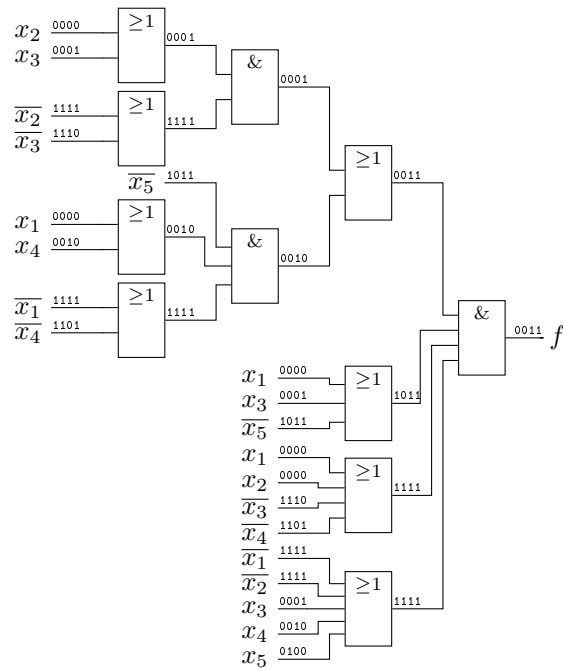 x₂ 0000 ≥1
x₃ 0001 0001
& 0001
x̅₂ 1111 ≥1
x̅₃ 1110 1111
≥1 0011
x̅₅ 1011
x₁ 0000 ≥1
x₄ 0010 0010
& 0010
x̅₁ 1111 ≥1
x̅₄ 1101 1111
& 0011 f
x₁ 0000 ≥1
x₃ 0001 1011
x̅₅ 1011
x₁ 0000 ≥1
x₂ 0000
x̅₃ 1110 1111
x̅₄ 1101
x̅₁ 1111 ≥1
x̅₂ 1111
x₃ 0001 1111
x₄ 0010
x₅ 0100